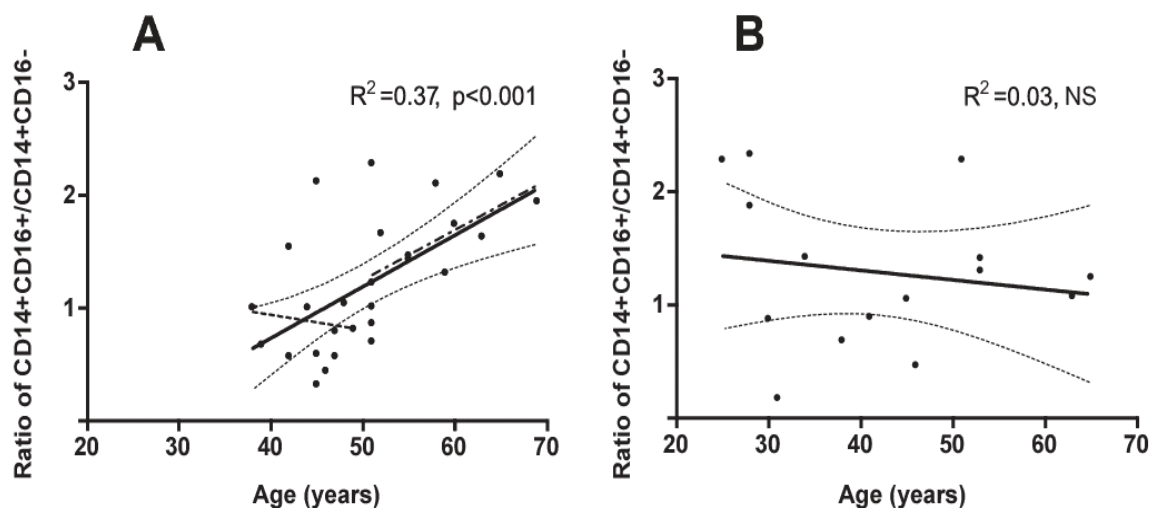 A
Ratio of CD14+CD16+/CD14+CD16-
R2=0.37, p<0.001
3
2
1
20 30 40 50 60 70
Age (years)
B
Ratio of CD14+CD16+/CD14+CD16-
R2=0.03, NS
3
2
1
20 30 40 50 60 70
Age (years)